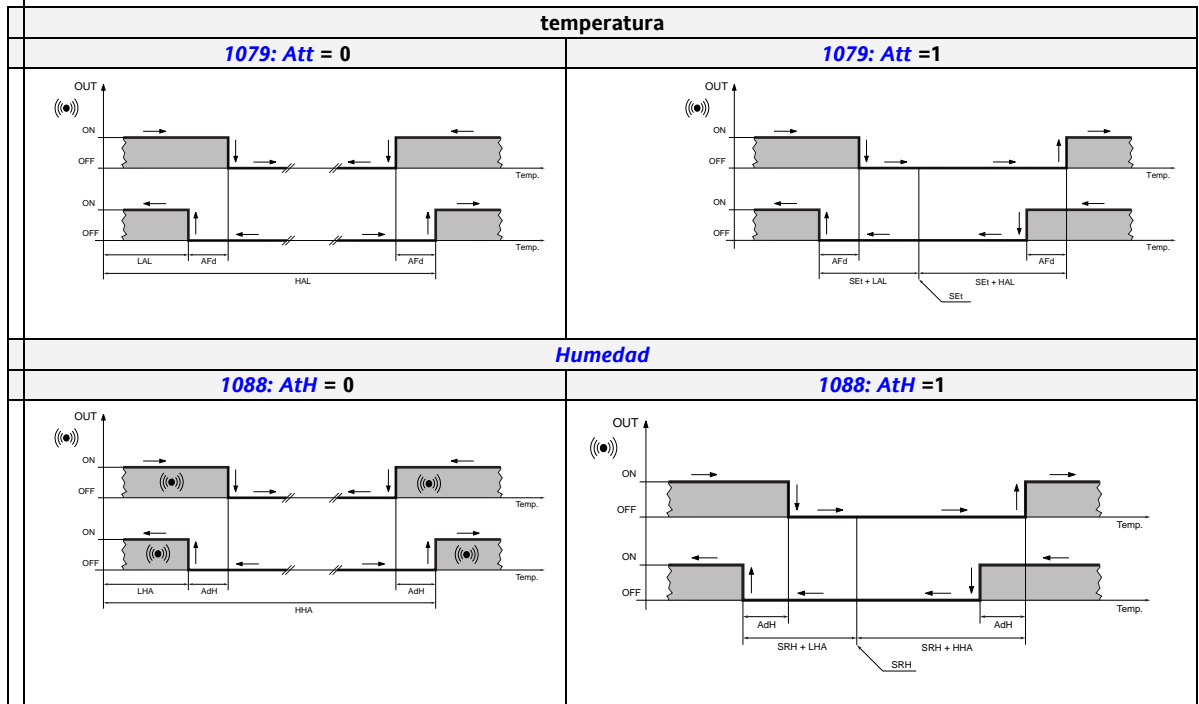 temperatura
1079: Att = 0
1079: Att =1
OUT
ON
OFF
Temp.
ON
OFF
Temp.
LAL
AFd
AFd
HAL
OUT
ON
OFF
Temp.
ON
OFF
Temp.
AFd
AFd
SEt + LAL
SEt + HAL
SEt
Humedad
1088: AtH = 0
1088: AtH =1
OUT
ON
OFF
Temp.
ON
OFF
Temp.
LHA
AdH
AdH
HHA
OUT
ON
OFF
Temp.
ON
OFF
Temp.
AdH
AdH
SRH + LHA
SRH + HHA
SRH